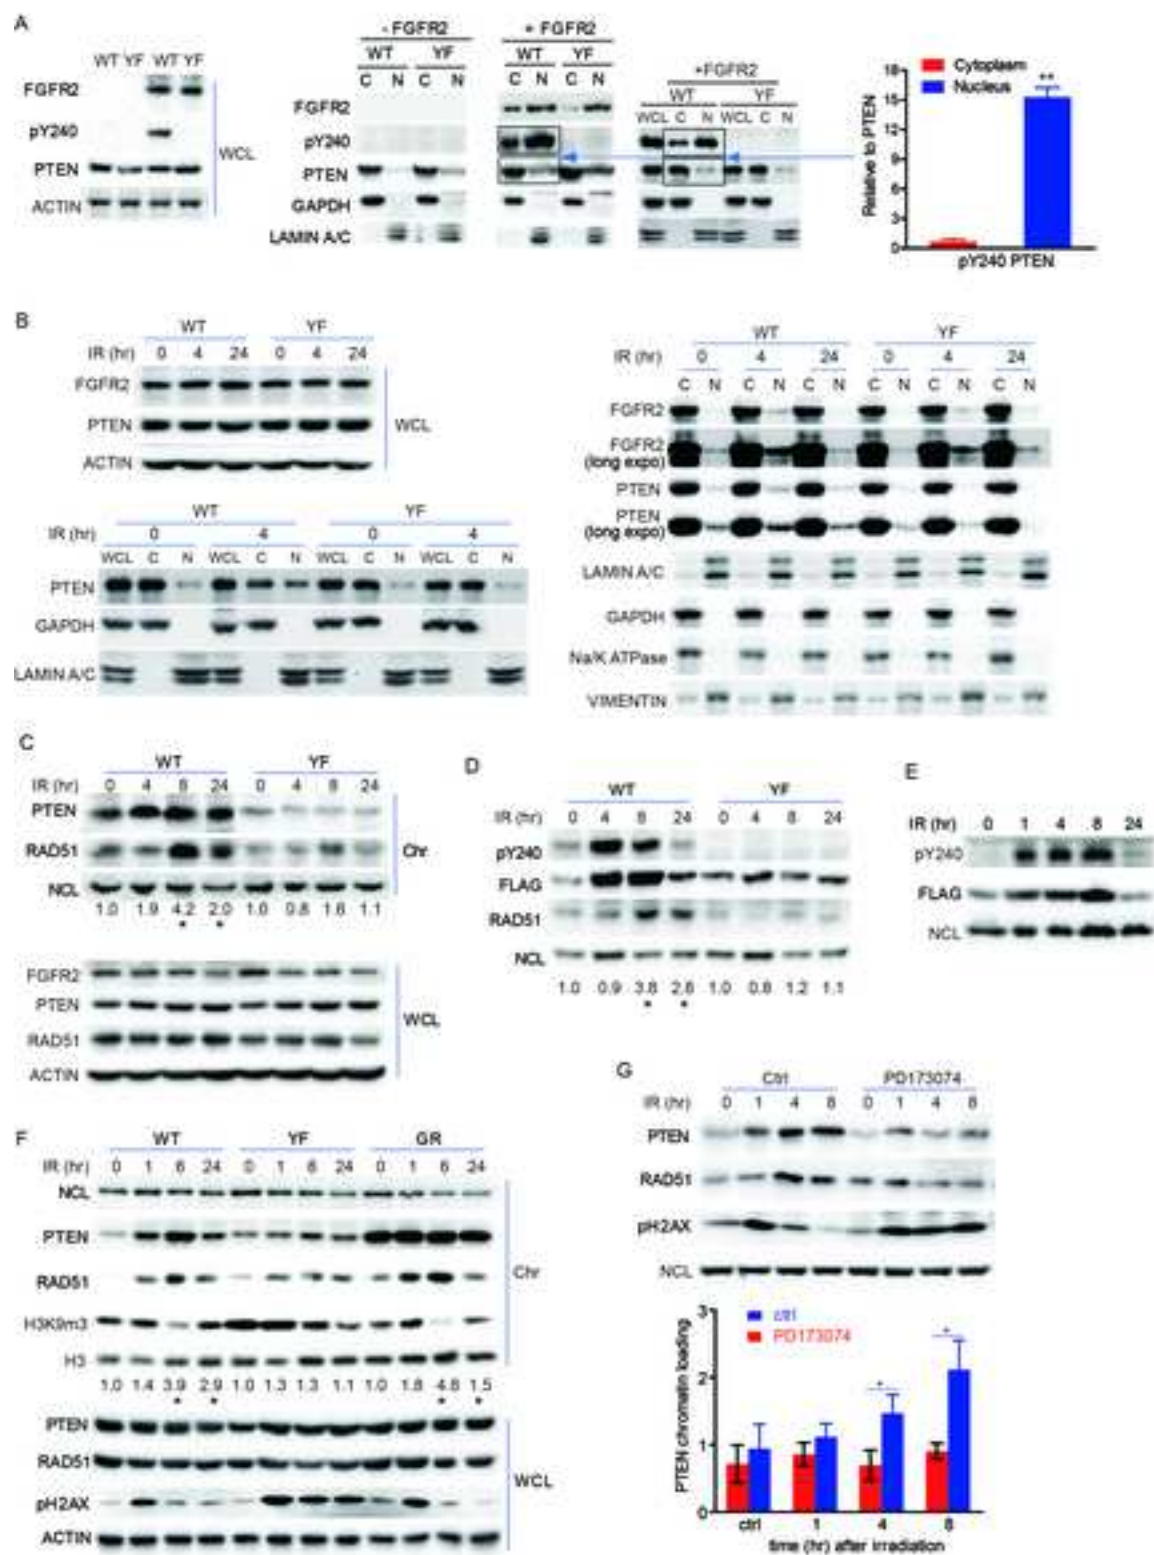 A
WT YF WT YF
FGFR2
pY240
PTEN
ACTIN
WCL
- FGFR2
WT YF
C N C N
+ FGFR2
WT YF
C N C N
FGFR2
pY240
PTEN
GAPDH
LAMIN A/C
+FGFR2
WT YF
WCL C N WCL C N
Cytoplasm
Nucleus
**
Relative to PTEN
15
12
9
6
3
0
pY240 PTEN
B
WT YF
IR (hr) 0 4 24 0 4 24
FGFR2
PTEN
ACTIN
WCL
WT YF
IR (hr) 0 4 0 4
WCL C N WCL C N WCL C N WCL C N
PTEN
GAPDH
LAMIN A/C
WT YF
IR (hr) 0 4 24 0 4 24
C N C N C N C N C N C N
FGFR2
FGFR2
(long expo)
PTEN
PTEN
(long expo)
LAMIN A/C
GAPDH
Na/K ATPase
VIMENTIN
C
WT YF
IR (hr) 0 4 8 24 0 4 8 24
PTEN
RAD51
NCL
Chr
1.0 1.9 4.2 2.0 1.0 0.8 1.6 1.1
* *
FGFR2
PTEN
RAD51
ACTIN
WCL
D
WT YF
IR (hr) 0 4 8 24 0 4 8 24
pY240
FLAG
RAD51
NCL
1.0 0.9 3.8 2.8 1.0 0.8 1.2 1.1
* *
E
IR (hr) 0 1 4 8 24
pY240
FLAG
NCL
F
WT YF GR
IR (hr) 0 1 6 24 0 1 6 24 0 1 6 24
NCL
PTEN
RAD51
H3K9m3
H3
Chr
1.0 1.4 3.9 2.9 1.0 1.3 1.3 1.1 1.0 1.8 4.8 1.5
* * * *
PTEN
RAD51
pH2AX
ACTIN
WCL
G
Ctrl PD173074
IR (hr) 0 1 4 8 0 1 4 8
PTEN
RAD51
pH2AX
NCL
ctrl
PD173074
PTEN chromatin loading
3
2
1
0
ctrl 1 4 8
time (hr) after irradiation